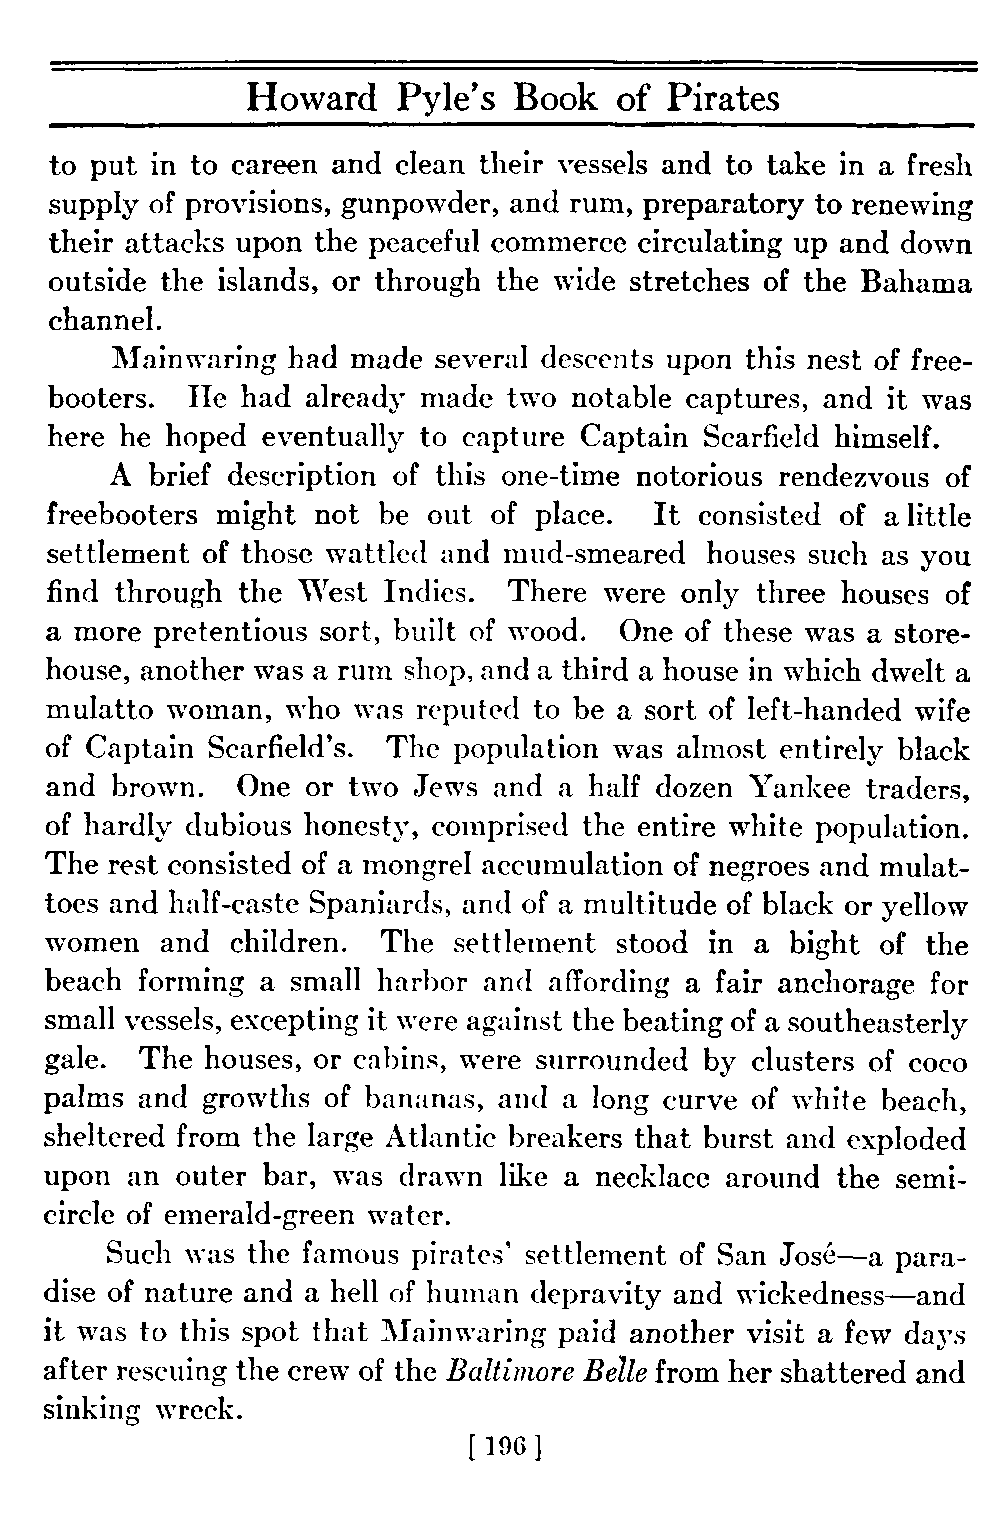 Howard Pyle's Book of Pirates
to put in to careen and clean their vessels and to take in a fresh
supply of provisions, gunpowder, and rum, preparatory to renewing
their attacks upon the peaceful commerce circulating up and down
outside the islands, or through the wide stretches of the Bahama
channel.
Mainwaring had made several descents upon this nest of free-
booters. He had already made two notable captures, and it was
here he hoped eventually to capture Captain Scarfield himself.
A brief description of this one-time notorious rendezvous of
freebooters might not be out of place. It consisted of a little
settlement of those wattled and mud-smeared houses such as you
find through the West Indies. There were only three houses of
a more pretentious sort, built of wood. One of these was a store-
house, another was a rum shop, and a third a house in which dwelt a
mulatto woman, who was reputed to be a sort of left-handed wife
of Captain Scarfield's. The population was almost entirely black
and brown. One or two Jews and a half dozen Yankee traders,
of hardly dubious honesty, comprised the entire white population.
The rest consisted of a mongrel accumulation of negroes and mulat-
toes and half-caste Spaniards, and of a multitude of black or yellow
women and children. The settlement stood in a bight of the
beach forming a small harbor and affording a fair anchorage for
small vessels, excepting it were against the beating of a southeasterly
gale. The houses, or cabins, were surrounded by clusters of coco
palms and growths of bananas, and a long curve of white beach,
sheltered from the large Atlantic breakers that burst and exploded
upon an outer bar, was drawn like a necklace around the semi-
circle of emerald-green water.
Such was the famous pirates' settlement of San José—a para-
dise of nature and a hell of human depravity and wickedness—and
it was to this spot that Mainwaring paid another visit a few days
after rescuing the crew of the Baltimore Belle from her shattered and
sinking wreck.
[ 196 ]